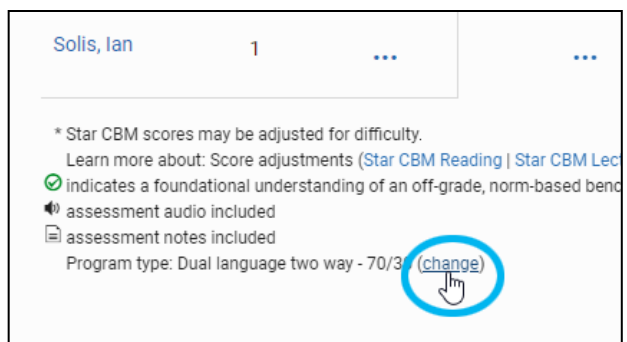 Solis, Ian 1 ... ...
* Star CBM scores may be adjusted for difficulty.
Learn more about: Score adjustments (Star CBM Reading | Star CBM Lect
indicates a foundational understanding of an off-grade, norm-based benc
assessment audio included
assessment notes included
Program type: Dual language two way - 70/3 (change)